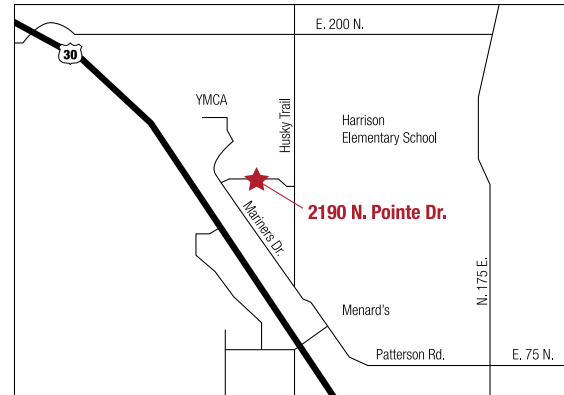 E. 200 N.
30
YMCA
Husky Trail
Harrison
Elementary School
2190 N. Pointe Dr.
Mariners Dr.
N. 175 E.
Menard's
Patterson Rd.
E. 75 N.